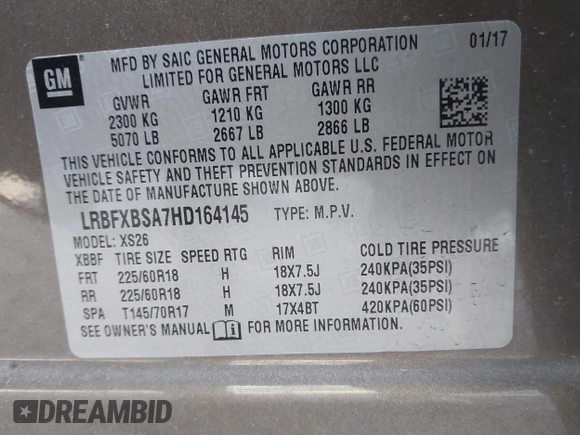 GM
MFD BY SAIC GENERAL MOTORS CORPORATION
01/17
LIMITED FOR GENERAL MOTORS LLC
GVWR GAWR FRT GAWR RR
2300 KG 1210 KG 1300 KG
5070 LB 2667 LB 2866 LB
THIS VEHICLE CONFORMS TO ALL APPLICABLE U.S. FEDERAL MOTOR
VEHICLE SAFETY AND THEFT PREVENTION STANDARDS IN EFFECT ON
THE DATE OF MANUFACTURE SHOWN ABOVE.
LRBFXBSA7HD164145 TYPE: M.P.V.
MODEL: XS26
XBBF TIRE SIZE SPEED RTG RIM COLD TIRE PRESSURE
FRT 225/60R18 H 18X7.5J 240KPA(35PSI)
RR 225/60R18 H 18X7.5J 240KPA(35PSI)
SPA T145/70R17 M 17X4BT 420KPA(60PSI)
SEE OWNER'S MANUAL FOR MORE INFORMATION.
DREAMBID